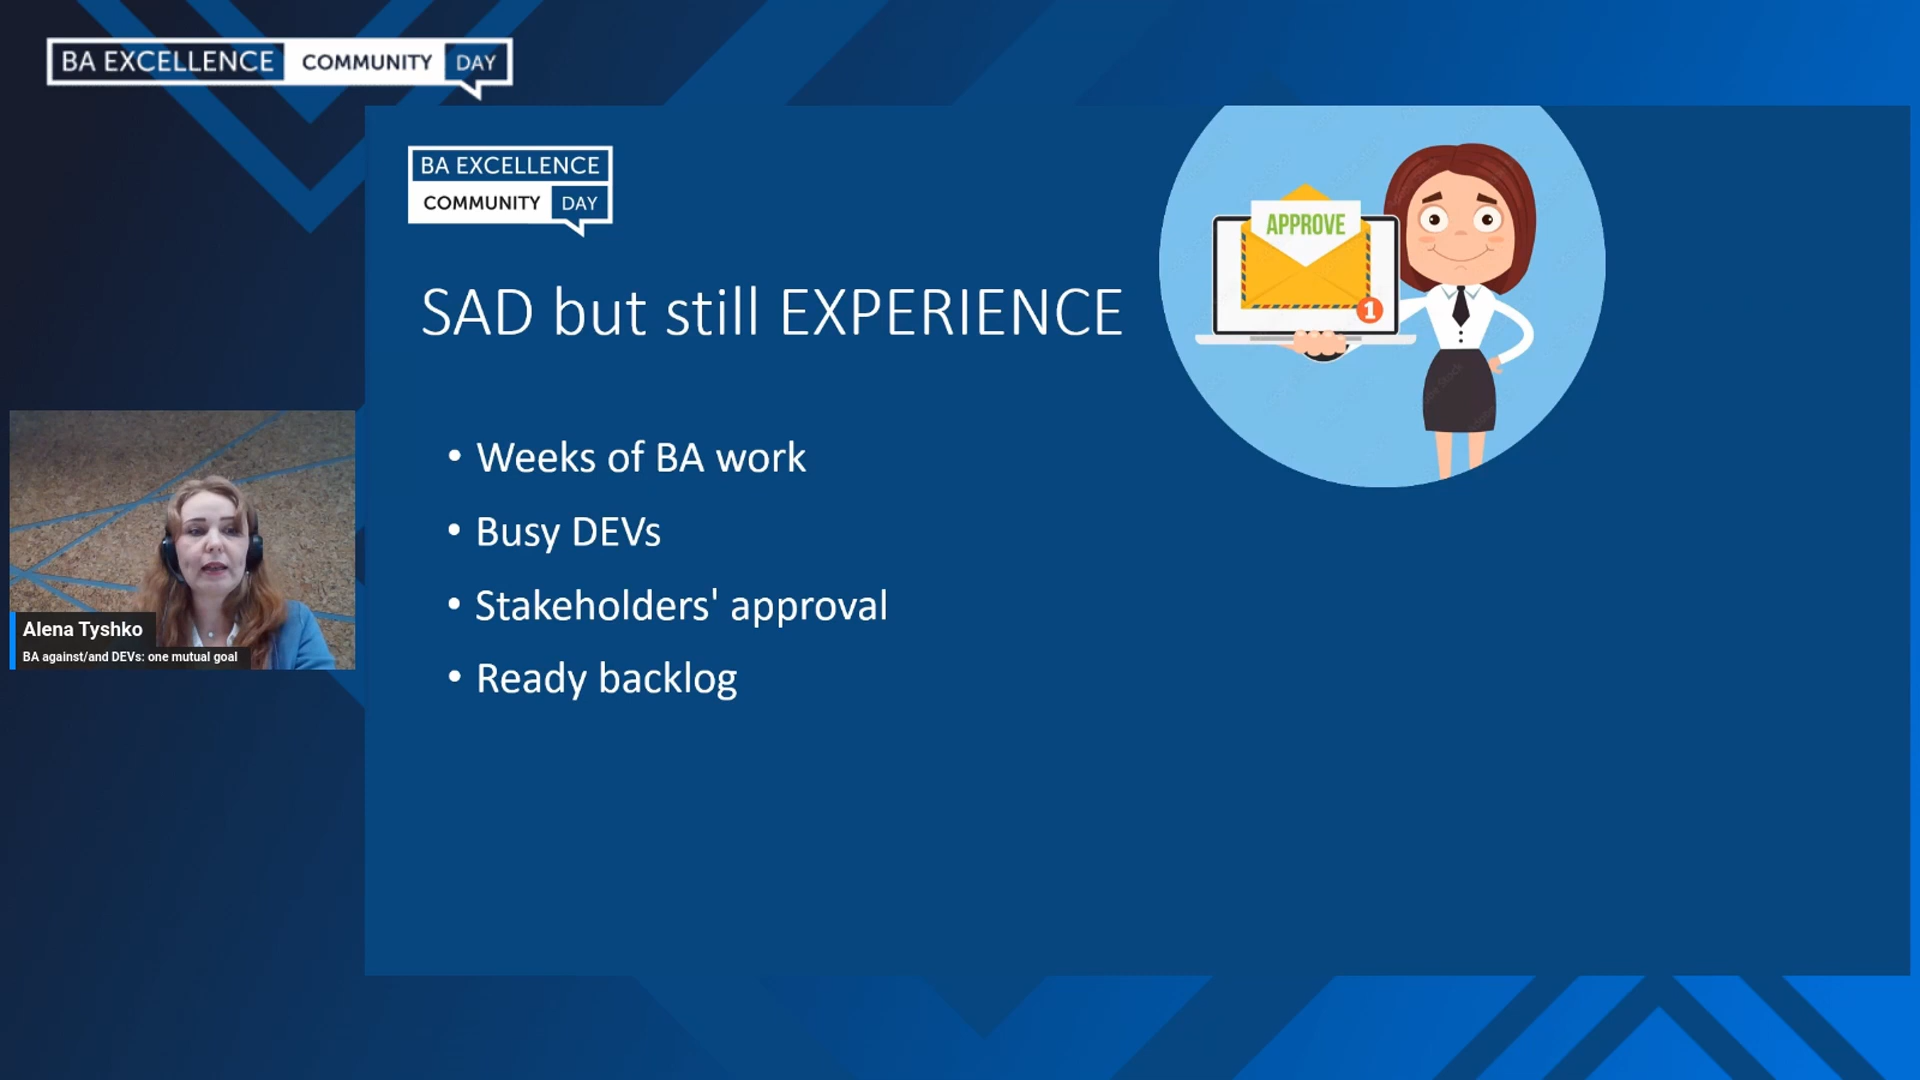 BA EXCELLENCE COMMUNITY DAY
BA EXCELLENCE
COMMUNITY DAY
APPROVE
1
SAD but still EXPERIENCE
• Weeks of BA work
• Busy DEVs
• Stakeholders' approval
• Ready backlog
Alena Tyshko
BA against/and DEVs: one mutual goal